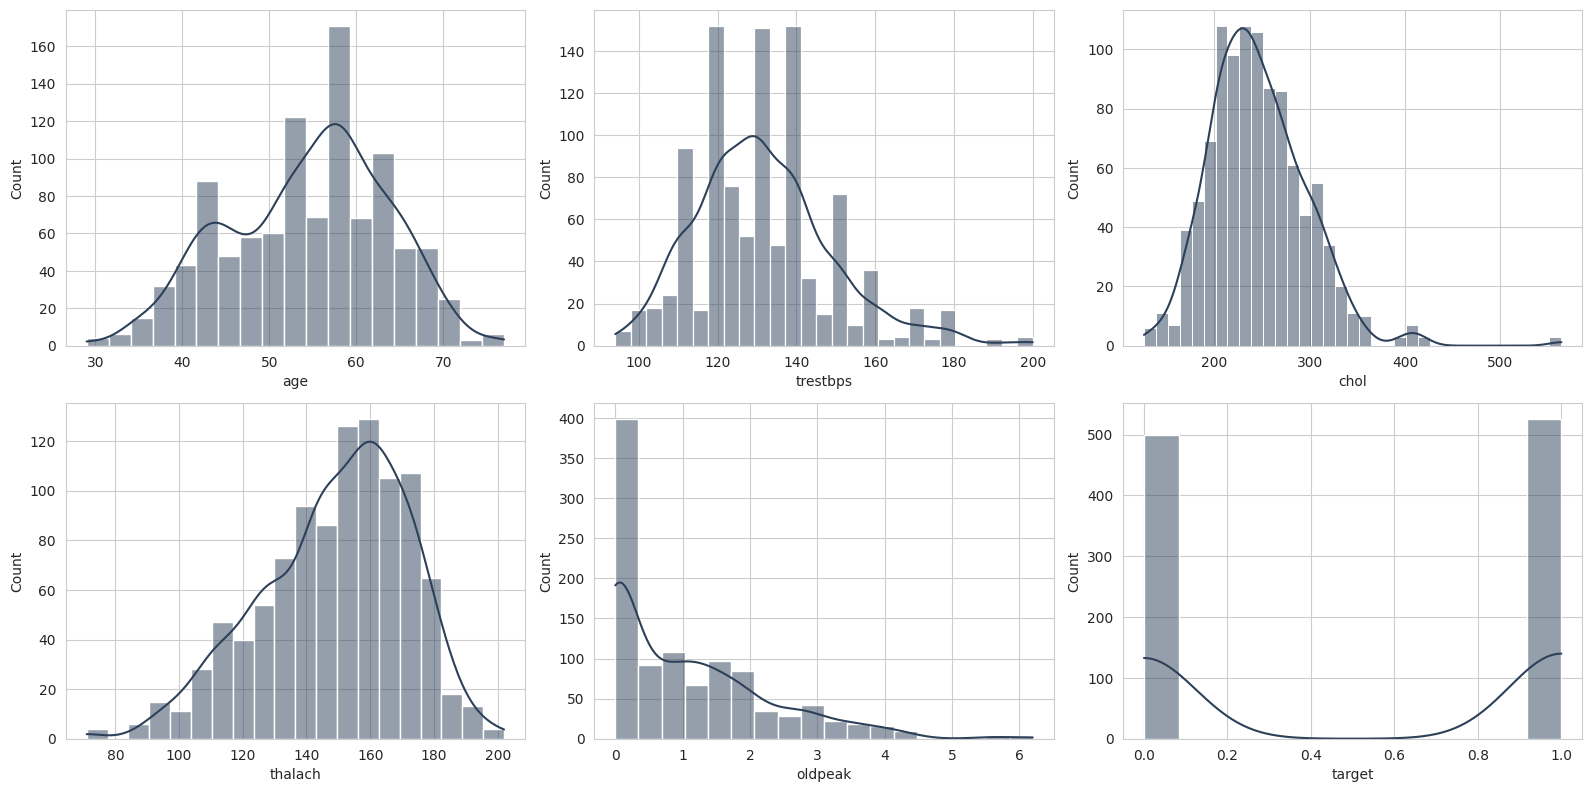 160
140
120
100
80
60
40
20
0
Count
30 40 50 60 70
age
140
120
100
80
60
40
20
0
Count
100 120 140 160 180 200
trestbps
100
80
60
40
20
0
Count
200 300 400 500
chol
120
100
80
60
40
20
0
Count
80 100 120 140 160 180 200
thalach
400
350
300
250
200
150
100
50
0
Count
0 1 2 3 4 5 6
oldpeak
500
400
300
200
100
0
Count
0.0 0.2 0.4 0.6 0.8 1.0
target